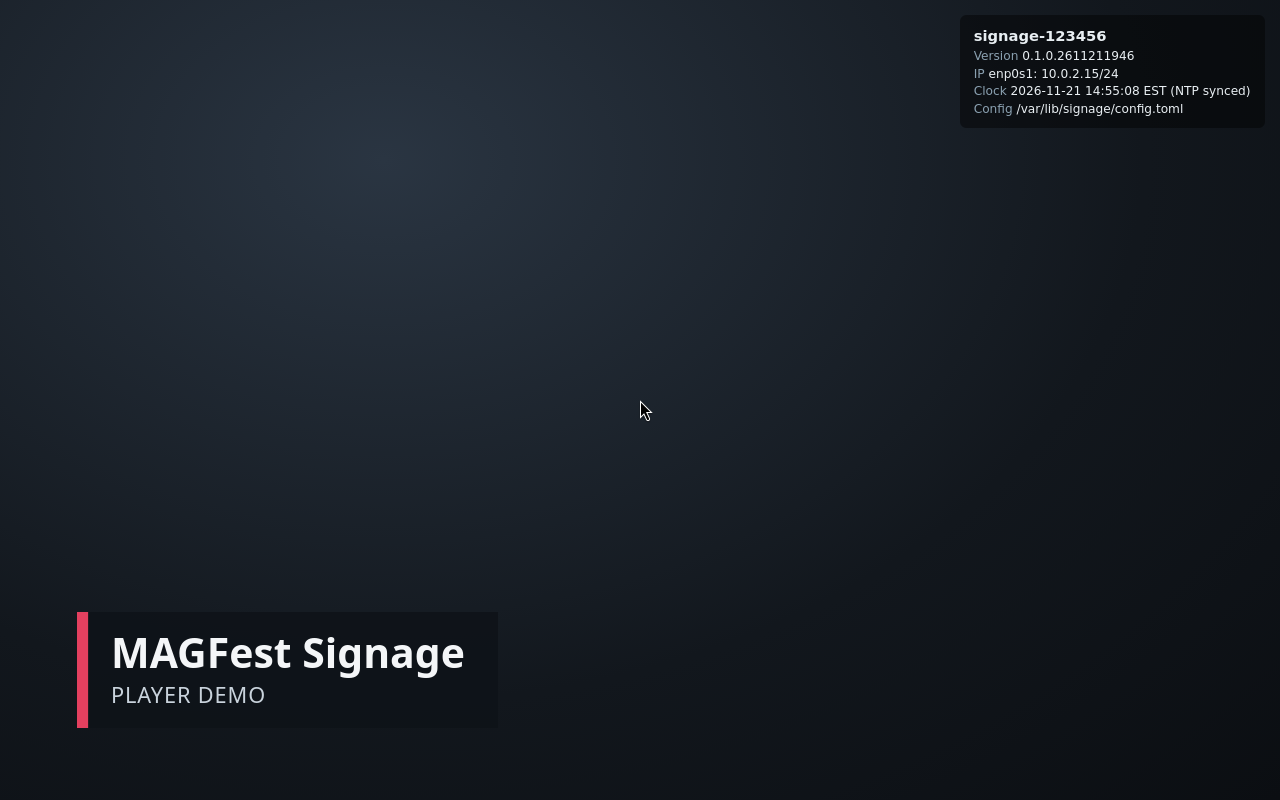 signage-123456
Version 0.1.0.2611211946
IP enp0s1: 10.0.2.15/24
Clock 2026-11-21 14:55:08 EST (NTP synced)
Config /var/lib/signage/config.toml
MAGFest Signage
PLAYER DEMO